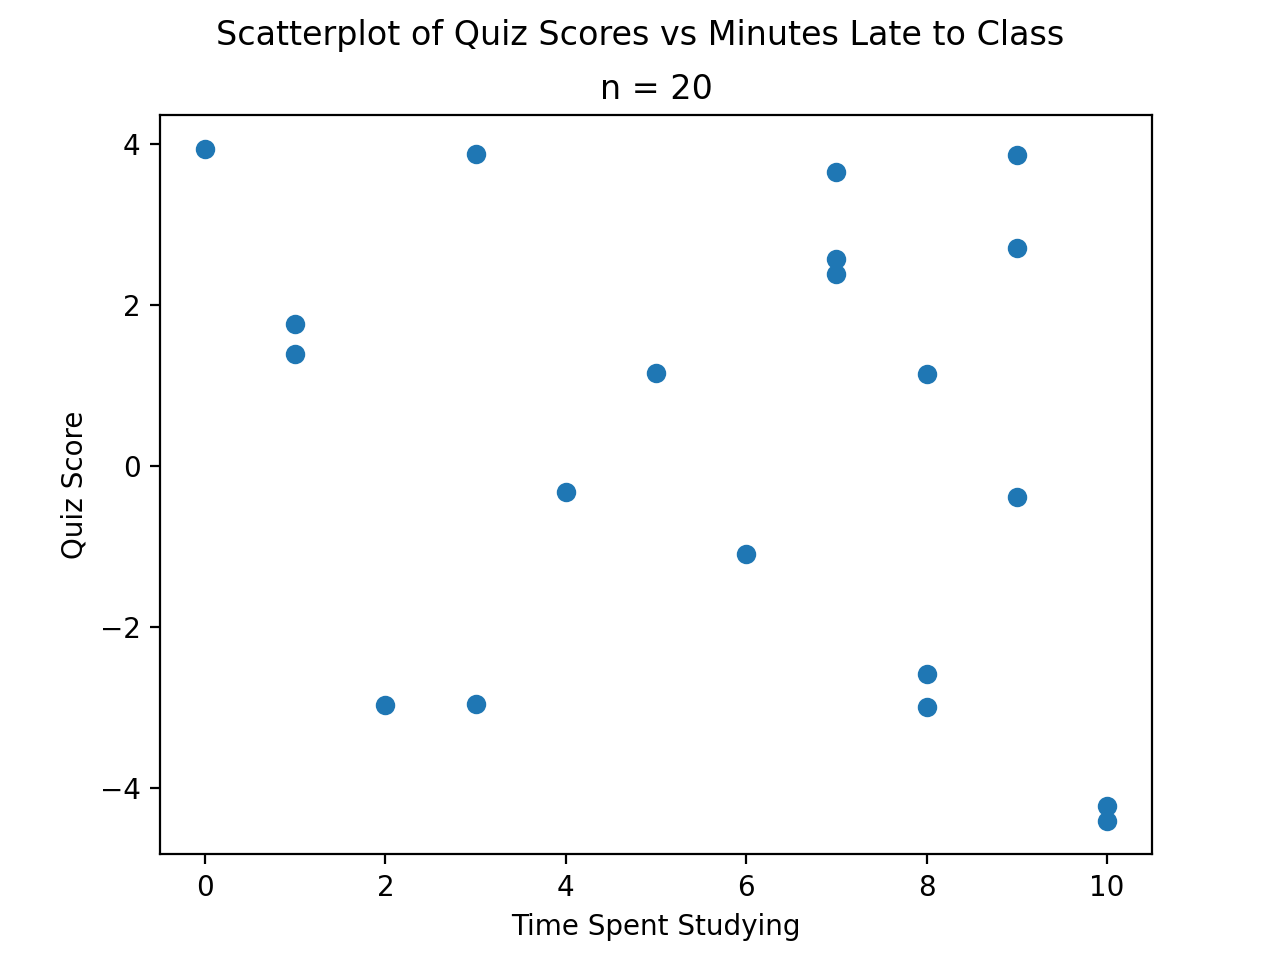 Scatterplot of Quiz Scores vs Minutes Late to Class
n = 20
4
2
0
−2
−4
Quiz Score
0 2 4 6 8 10
Time Spent Studying